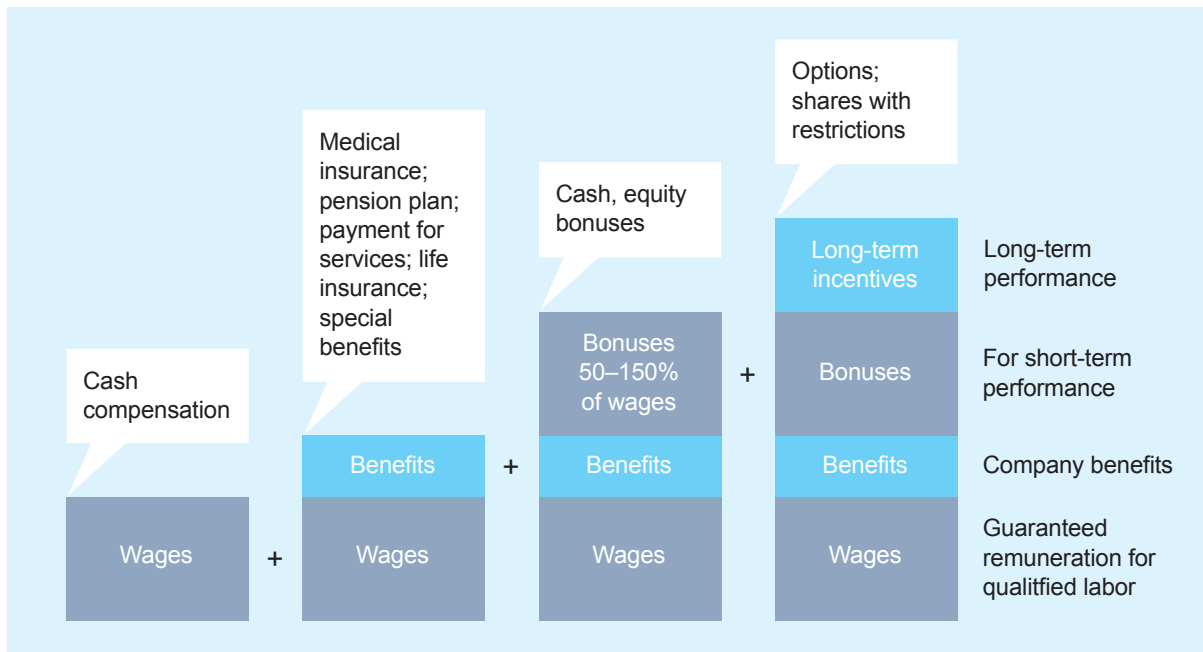 Cash
compensation
Wages
+
Medical
insurance;
pension plan;
payment for
services; life
insurance;
special
benefits
Benefits
Wages
+
Cash, equity
bonuses
Bonuses
50–150%
of wages
Benefits
Wages
+
Options;
shares with
restrictions
Long-term
incentives
Bonuses
Benefits
Wages
Long-term
performance
For short-term
performance
Company benefits
Guaranteed
remuneration for
qualitfied labor